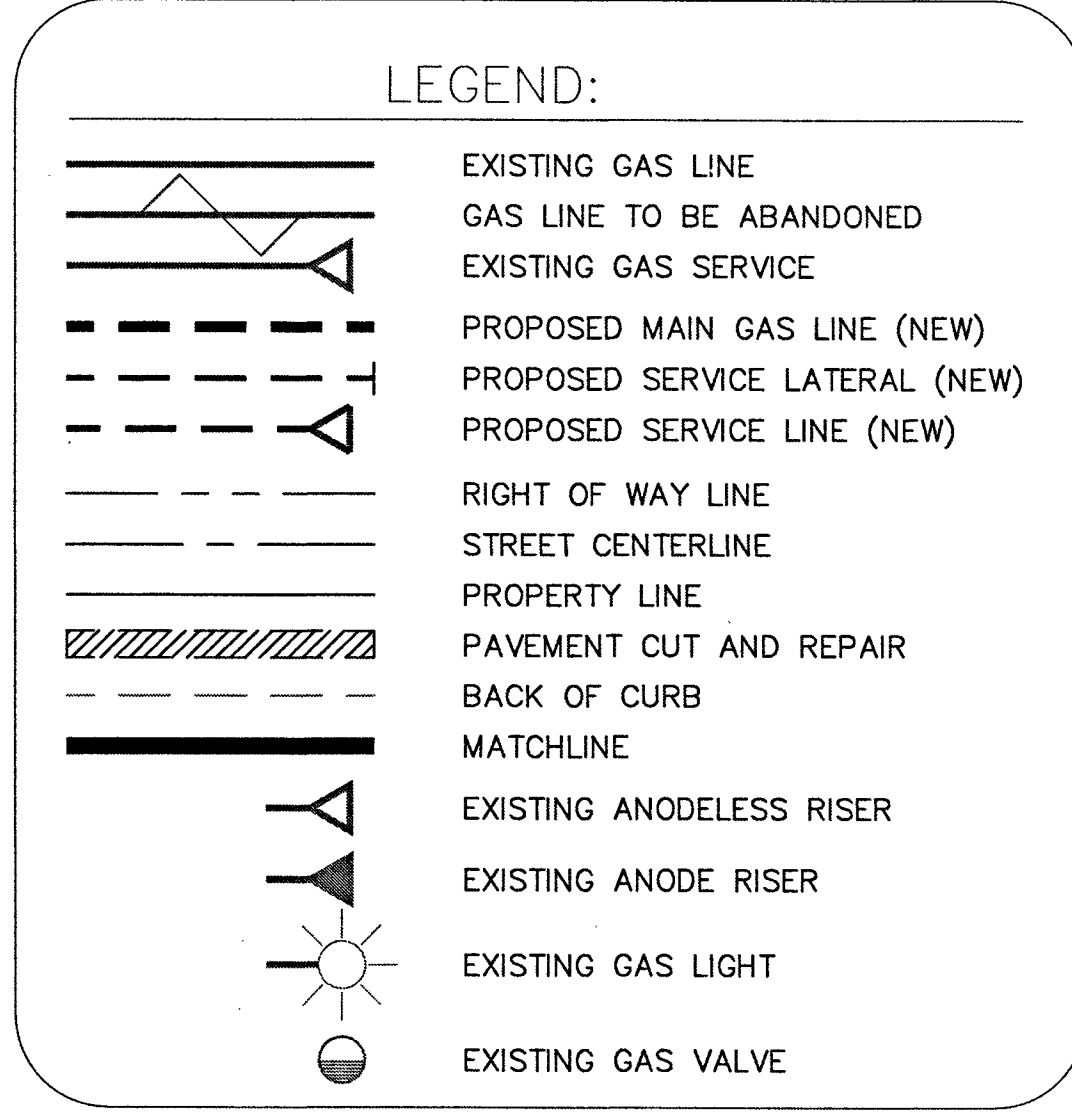 LEGEND:
EXISTING GAS LINE
GAS LINE TO BE ABANDONED
EXISTING GAS SERVICE
PROPOSED MAIN GAS LINE (NEW)
PROPOSED SERVICE LATERAL (NEW)
PROPOSED SERVICE LINE (NEW)
RIGHT OF WAY LINE
STREET CENTERLINE
PROPERTY LINE
PAVEMENT CUT AND REPAIR
BACK OF CURB
MATCHLINE
EXISTING ANODELESS RISER
EXISTING ANODE RISER
EXISTING GAS LIGHT
EXISTING GAS VALVE